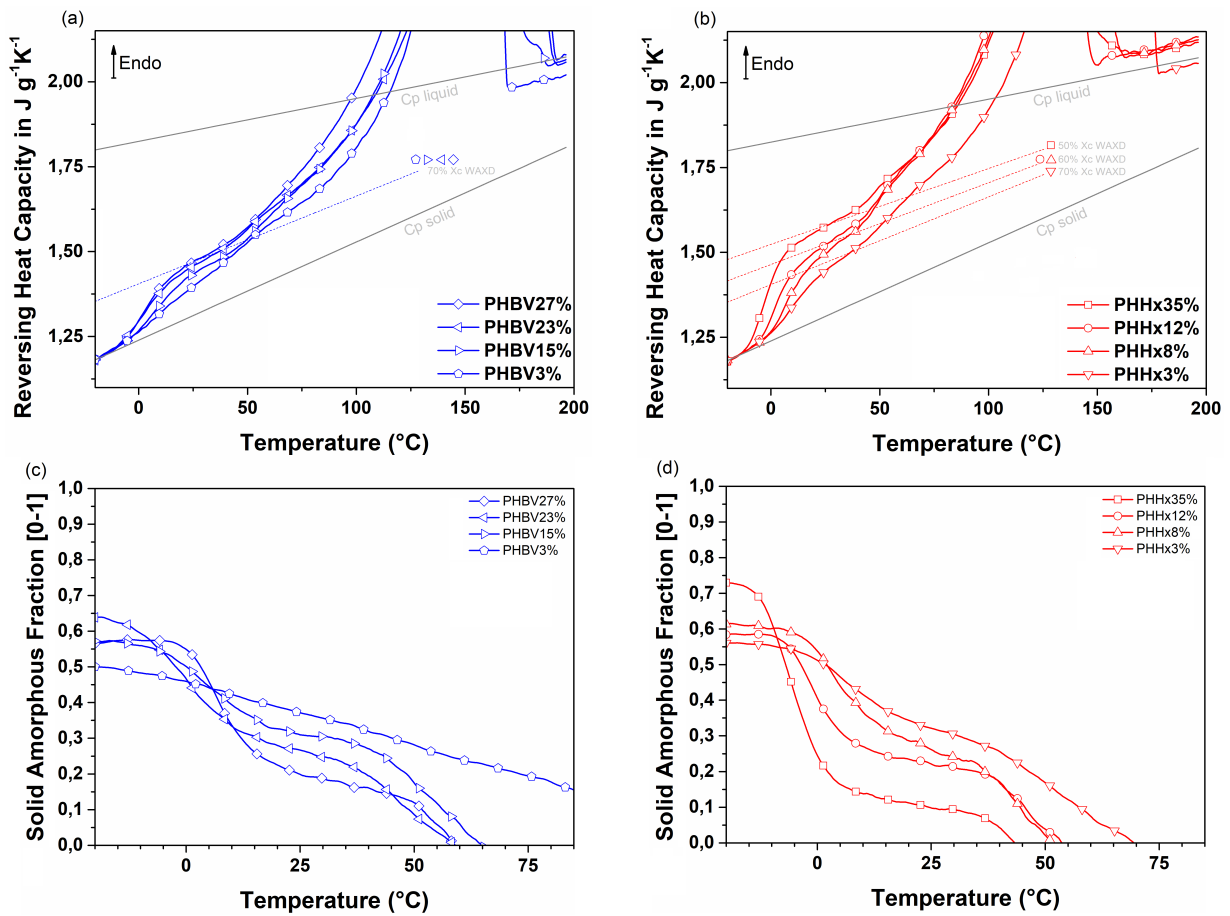 (a)
Endo
Cp liquid
70% Xc WAXD
Cp solid
PHBV27%
PHBV23%
PHBV15%
PHBV3%
2,00
1,75
1,50
1,25
0
50
100
150
200
Reversing Heat Capacity in J g-1K-1
Temperature (°C)
(b)
Endo
Cp liquid
50% Xc WAXD
60% Xc WAXD
70% Xc WAXD
Cp solid
PHHx35%
PHHx12%
PHHx8%
PHHx3%
2,00
1,75
1,50
1,25
0
50
100
150
200
Reversing Heat Capacity in J g-1K-1
Temperature (°C)
(c)
PHBV27%
PHBV23%
PHBV15%
PHBV3%
1,0
0,9
0,8
0,7
0,6
0,5
0,4
0,3
0,2
0,1
0,0
0
25
50
75
Solid Amorphous Fraction [0-1]
Temperature (°C)
(d)
PHHx35%
PHHx12%
PHHx8%
PHHx3%
1,0
0,9
0,8
0,7
0,6
0,5
0,4
0,3
0,2
0,1
0,0
0
25
50
75
Solid Amorphous Fraction [0-1]
Temperature (°C)